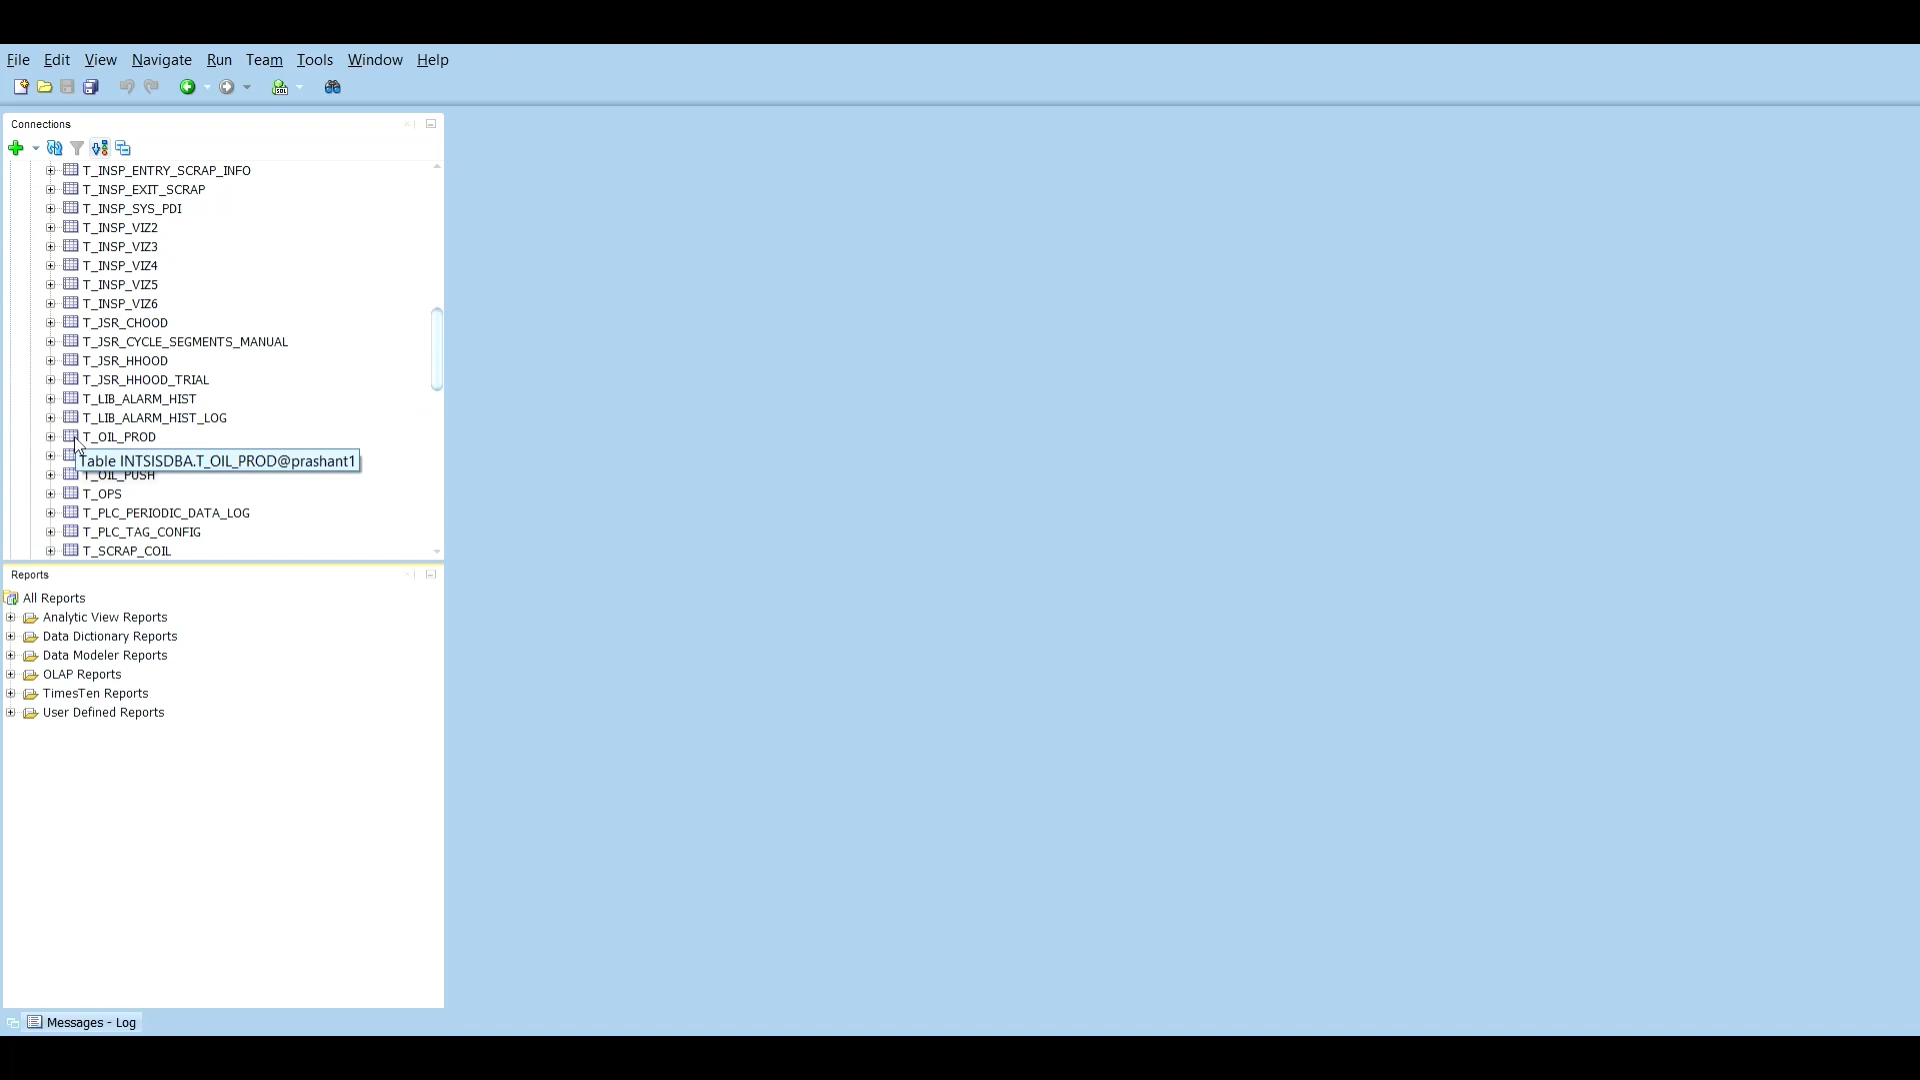 File Edit View Navigate Run Team Tools Window Help
Connections
T_INSP_ENTRY_SCRAP_INFO
T_INSP_EXIT_SCRAP
T_INSP_SYS_PDI
T_INSP_VIZ2
T_INSP_VIZ3
T_INSP_VIZ4
T_INSP_VIZ5
T_INSP_VIZ6
T_JSR_CHOOD
T_JSR_CYCLE_SEGMENTS_MANUAL
T_JSR_HHOOD
T_JSR_HHOOD_TRIAL
T_LIB_ALARM_HIST
T_LIB_ALARM_HIST_LOG
T_OIL_PROD
Table INTSISDBA.T_OIL_PROD@prashant1
T_OIL_PUSH
T_OPS
T_PLC_PERIODIC_DATA_LOG
T_PLC_TAG_CONFIG
T_SCRAP_COIL
Reports
All Reports
Analytic View Reports
Data Dictionary Reports
Data Modeler Reports
OLAP Reports
TimesTen Reports
User Defined Reports
Messages - Log